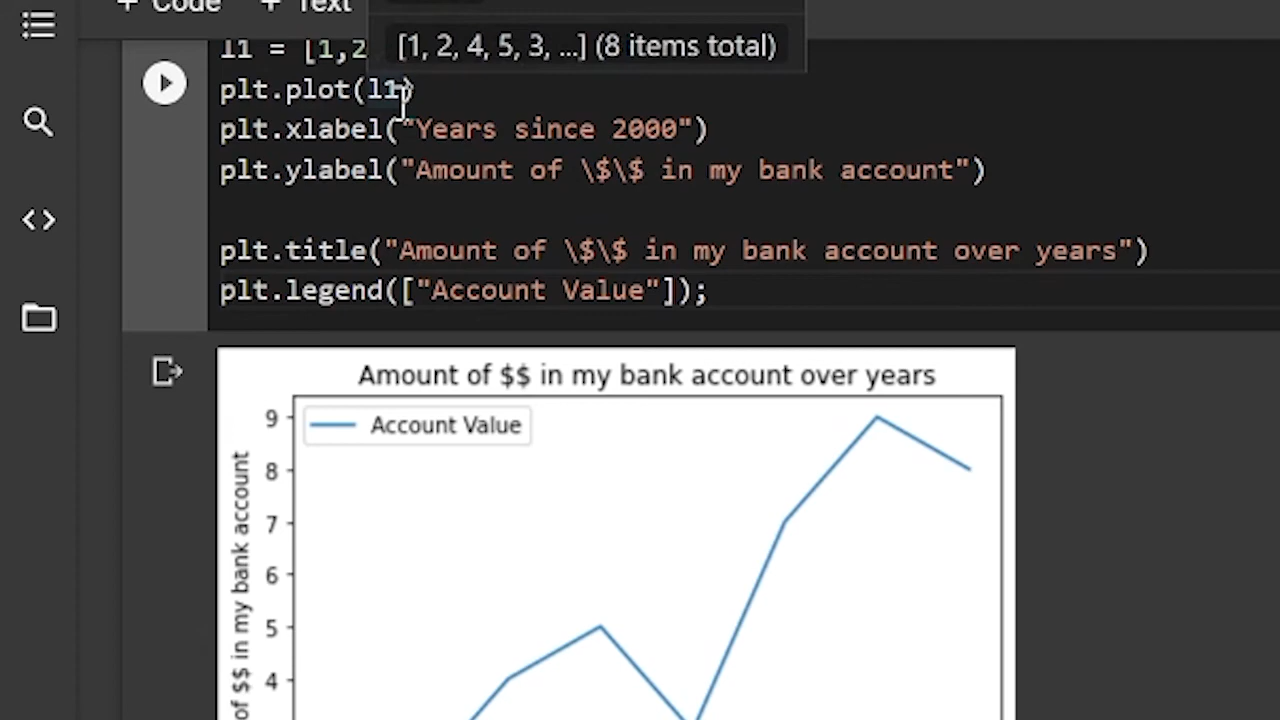 + Code + Text
[1, 2, 4, 5, 3, ...] (8 items total)
l1 = [1,2
plt.plot(l1)
plt.xlabel("Years since 2000")
plt.ylabel("Amount of \$\$ in my bank account")
plt.title("Amount of \$\$ in my bank account over years")
plt.legend(["Account Value"]);
Amount of $$ in my bank account over years
Account Value
9
8
7
6
5
4
of $$ in my bank account